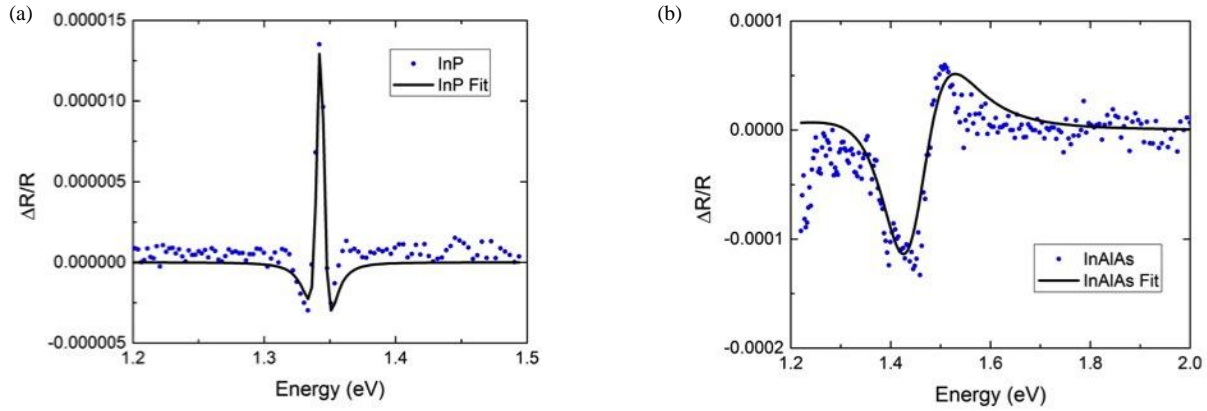 (a)
0.000015
0.000010
0.000005
0.000000
-0.000005
ΔR/R
InP
InP Fit
1.2 1.3 1.4 1.5
Energy (eV)
(b)
0.0001
0.0000
-0.0001
-0.0002
ΔR/R
InAlAs
InAlAs Fit
1.2 1.4 1.6 1.8 2.0
Energy (eV)